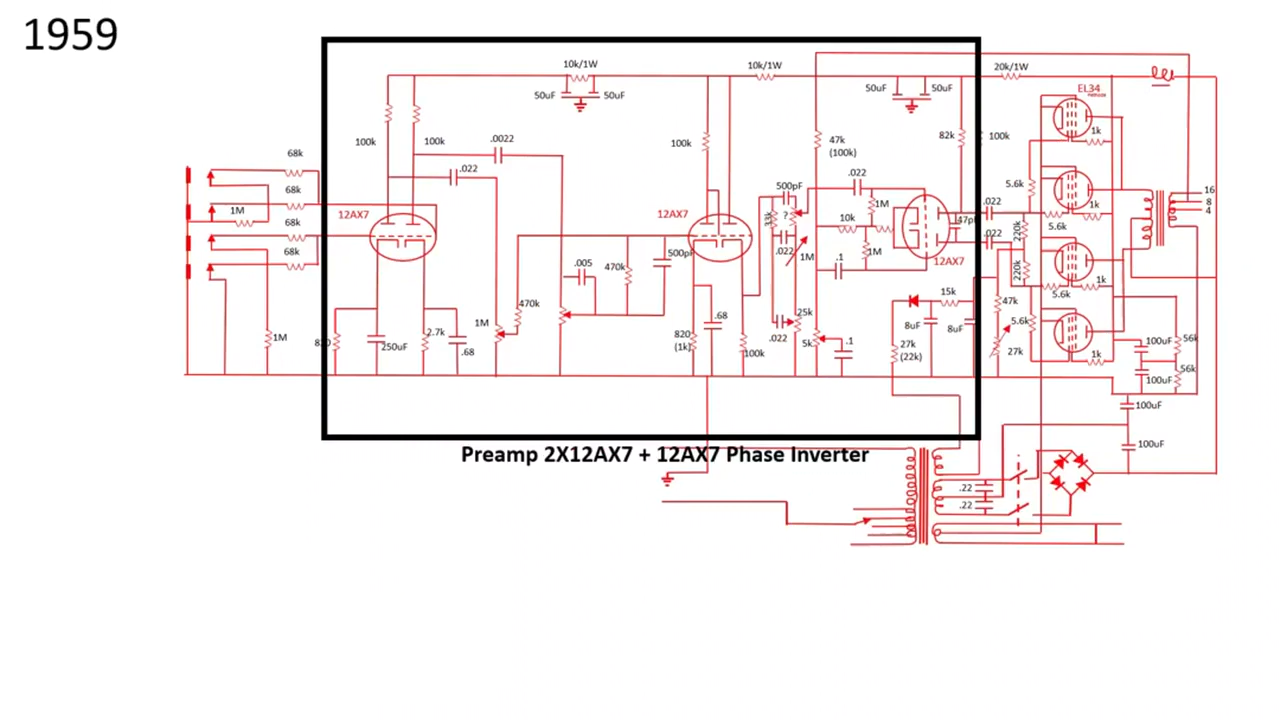 1959
10k/1W
10k/1W
20k/1W
50uF
50uF
50uF
50uF
EL34
100k
100k
.0022
100k
47k
(100k)
82k
100k
1k
68k
68k
68k
68k
1M
.022
.022
500pF
5.6k
1k
16
8
4
12AX7
12AX7
33k
?
1M
10k
.022
1M
1M
.1
47pF
12AX7
.022
.022
220k
220k
5.6k
1k
5.6k
.005
470k
500pF
1M
820
250uF
2.7k
.68
1M
470k
820
(1k)
.68
100k
.022
25k
5k
.1
15k
8uF
8uF
27k
(22k)
47k
5.6k
27k
1k
100uF
100uF
56k
56k
100uF
100uF
Preamp 2X12AX7 + 12AX7 Phase Inverter
.22
.22